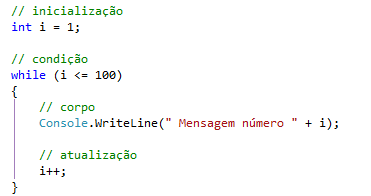 // inicialização
int i = 1;
// condição
while (i <= 100)
{
// corpo
Console.WriteLine(" Mensagem número " + i);
// atualização
i++;
}